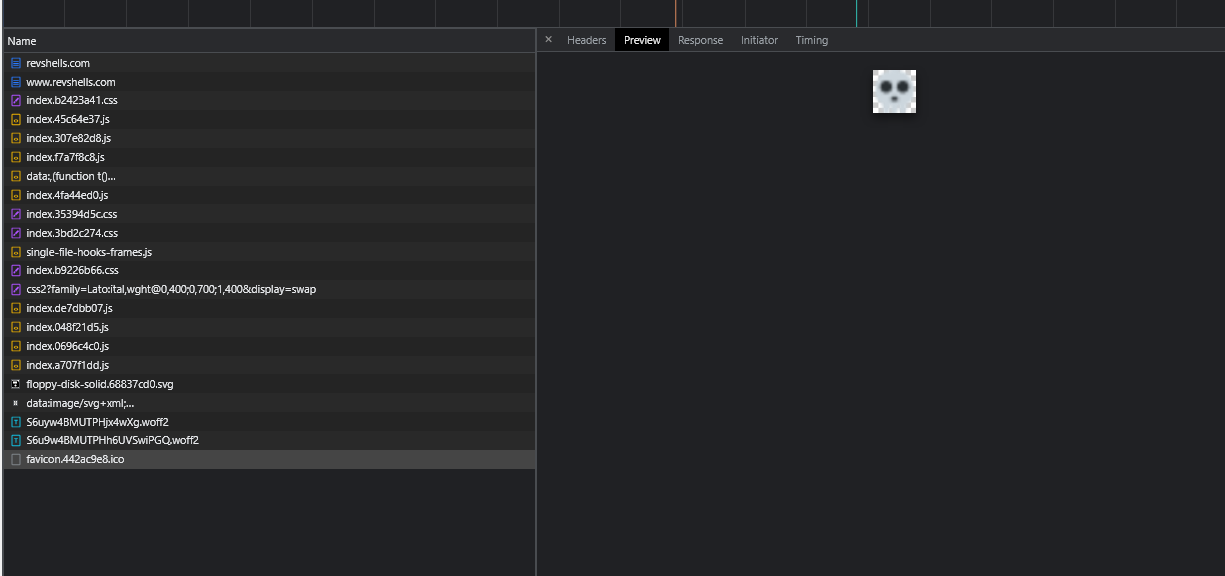 Name
Headers Preview Response Initiator Timing
revshells.com
www.revshells.com
index.b2423a41.css
index.45c64e37.js
index.307e82d8.js
index.f7a7f8c8.js
data:,(function t()...
index.4fa44ed0.js
index.35394d5c.css
index.3bd2c274.css
single-file-hooks-frames.js
index.b9226b66.css
css2?family=Lato:ital,wght@0,400;0,700;1,400&display=swap
index.de7dbb07.js
index.048f21d5.js
index.0696c4c0.js
index.a707f1dd.js
floppy-disk-solid.68837cd0.svg
data:image/svg+xml;...
S6uyw4BMUTPHjx4wXg.woff2
S6u9w4BMUTPHh6UVSwiPGQ.woff2
favicon.442ac9e8.ico